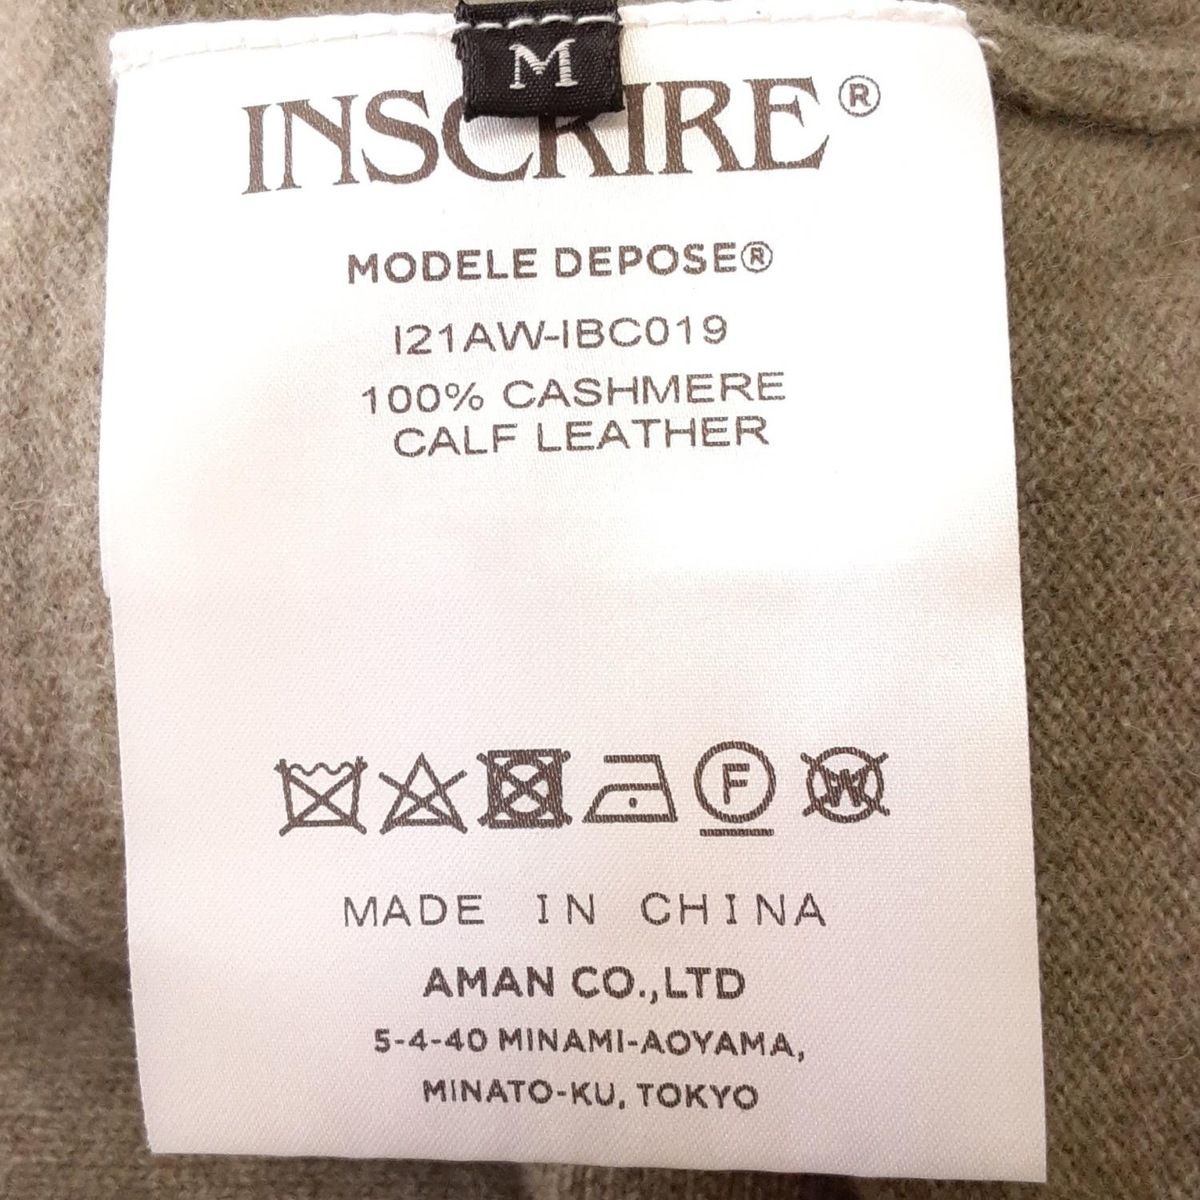 M
INSCRIRE®
MODELE DEPOSE®
I21AW-IBC019
100% CASHMERE
CALF LEATHER
F W
MADE IN CHINA
AMAN CO.,LTD
5-4-40 MINAMI-AOYAMA,
MINATO-KU, TOKYO